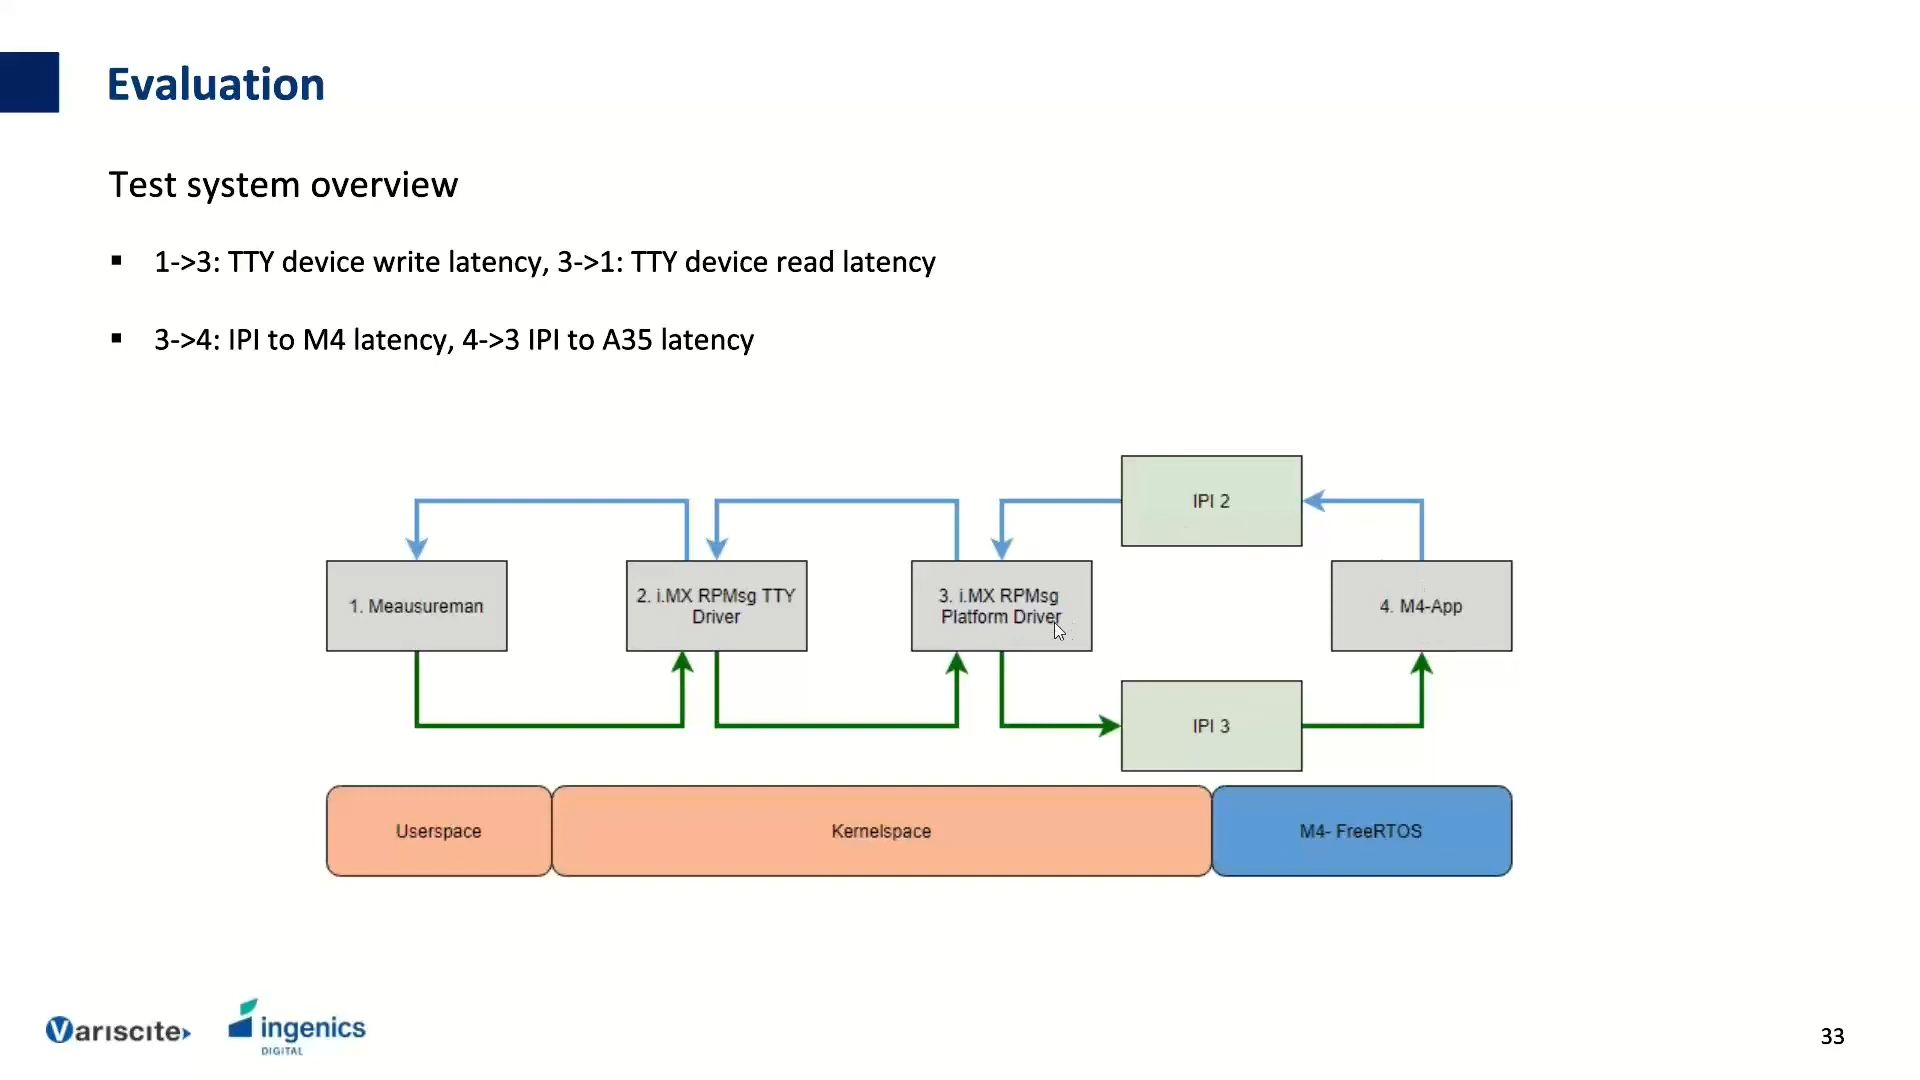 Evaluation
Test system overview
▪ 1->3: TTY device write latency, 3->1: TTY device read latency
▪ 3->4: IPI to M4 latency, 4->3 IPI to A35 latency
IPI 2
1. Meausureman
2. i.MX RPMsg TTY
Driver
3. i.MX RPMsg
Platform Driver
4. M4-App
IPI 3
Userspace
Kernelspace
M4- FreeRTOS
Variscite
ingenics
DIGITAL
33